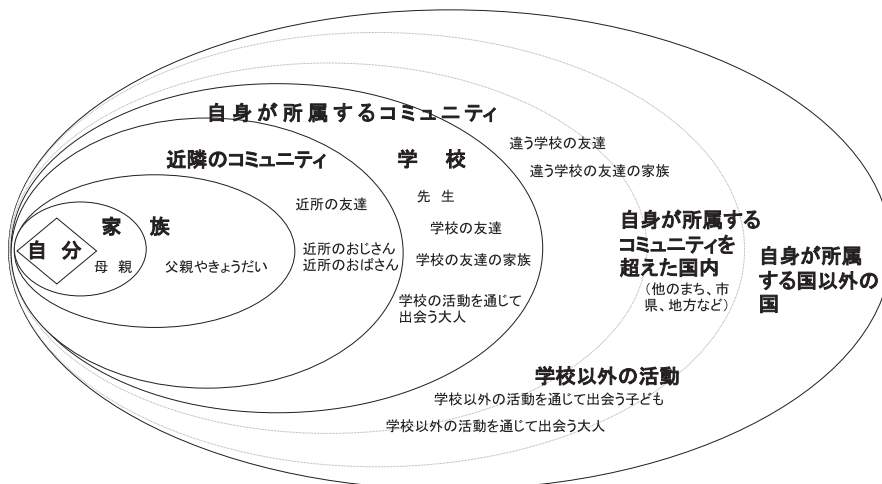 自身が所属するコミュニティ
近隣のコミュニティ
学 校
違う学校の友達
違う学校の友達の家族
先 生
近所の友達
家 族
自 分
母 親
父親やきょうだい
近所のおじさん
近所のおばさん
学校の友達
学校の友達の家族
学校の活動を通じて
出会う大人
自身が所属する
コミュニティを
超えた国内
（他のまち、市
県、地方など）
自身が所属
する国以外の
国
学校以外の活動
学校以外の活動を通じて出会う子ども
学校以外の活動を通じて出会う大人